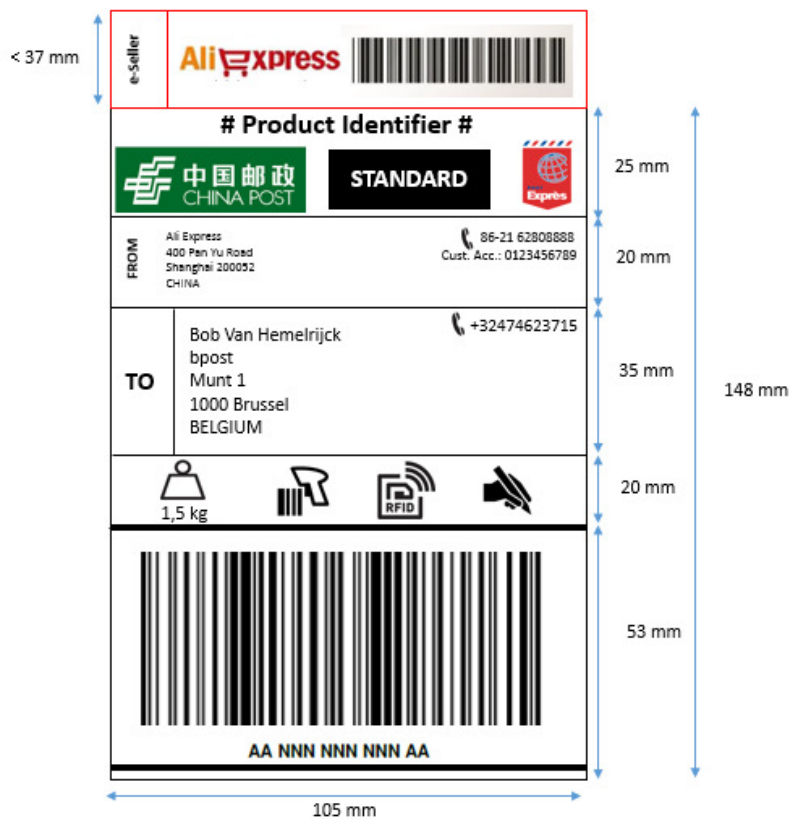 < 37 mm
e-Seller
AliExpress
# Product Identifier #
中国邮政
CHINA POST
STANDARD
Exprès
25 mm
FROM
Ali Express
400 Pan Yu Road
Shanghai 200052
CHINA
86-21 62808888
Cust. Acc.: 0123456789
20 mm
TO
Bob Van Hemelrijck
bpost
Munt 1
1000 Brussel
BELGIUM
+32474623715
35 mm
148 mm
1,5 kg
RFID
20 mm
53 mm
AA NNN NNN NNN AA
105 mm